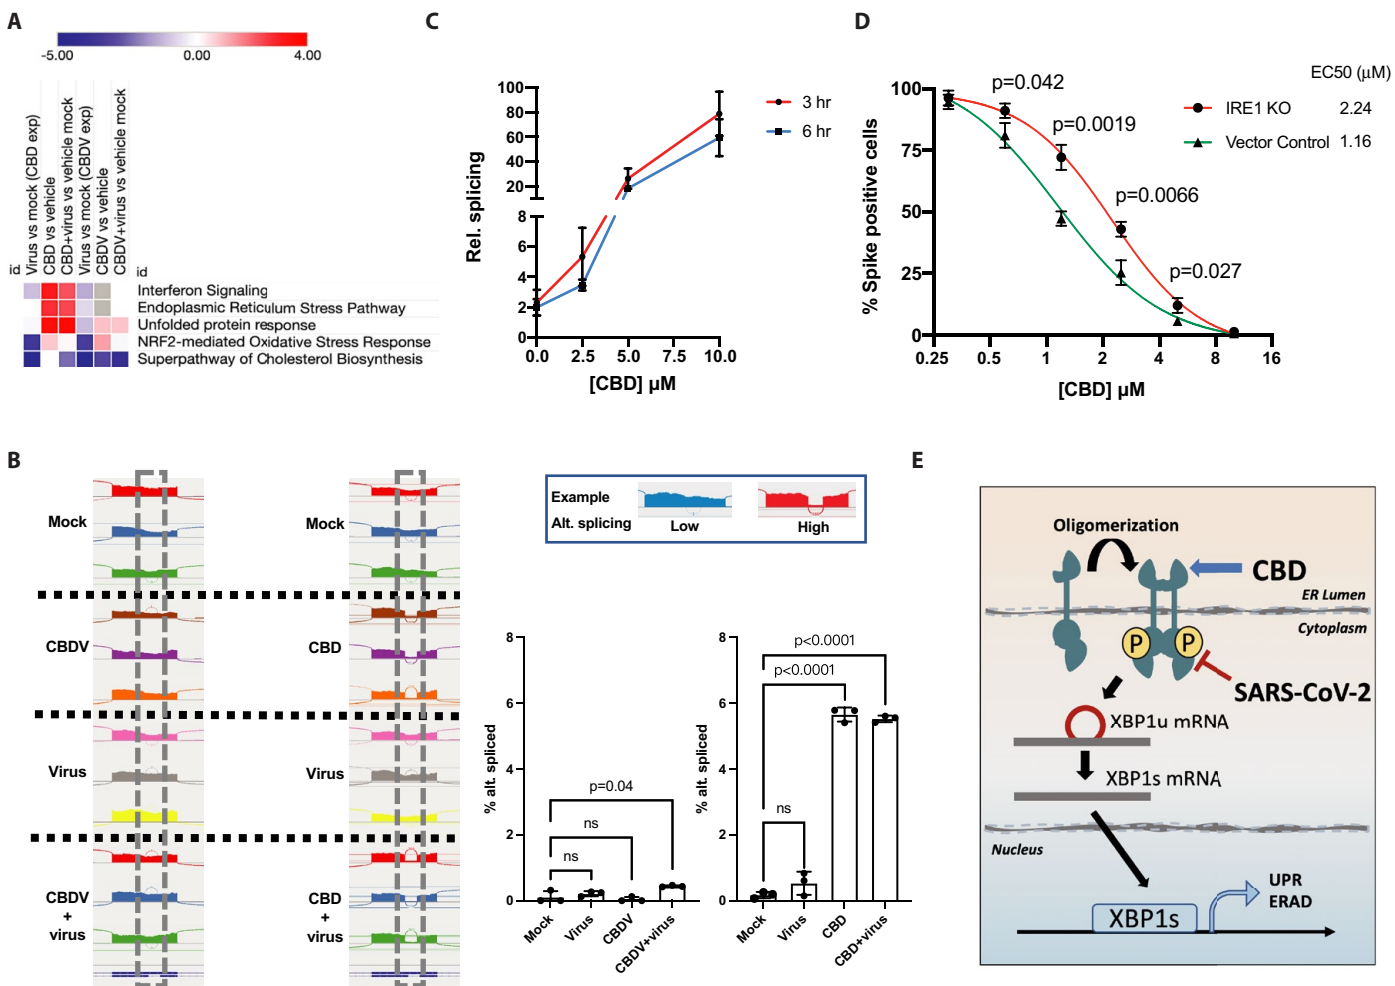 A
-5.00 0.00 4.00
id
Virus vs mock (CBD exp)
CBD vs vehicle
CBD+virus vs vehicle mock
Virus vs mock (CBDV exp)
CBDV vs vehicle
CBDV+virus vs vehicle mock
id
Interferon Signaling
Endoplasmic Reticulum Stress Pathway
Unfolded protein response
NRF2-mediated Oxidative Stress Response
Superpathway of Cholesterol Biosynthesis
C
Rel. splicing
100
80
60
40
20
8
6
4
2
0
0.0 2.5 5.0 7.5 10.0
[CBD] µM
3 hr
6 hr
D
% Spike positive cells
100
75
50
25
0
0.25 0.5 1 2 4 8 16
[CBD] µM
p=0.042
p=0.0019
p=0.0066
p=0.027
EC50 (µM)
IRE1 KO 2.24
Vector Control 1.16
B
Mock
CBDV
Virus
CBDV
+
virus
Mock
CBD
Virus
CBD
+
virus
Example
Alt. splicing
Low High
% alt. spliced
8
6
4
2
0
p=0.04
ns
ns
Mock
Virus
CBDV
CBDV+virus
% alt. spliced
8
6
4
2
0
p<0.0001
p<0.0001
ns
Mock
Virus
CBD
CBD+virus
E
Oligomerization
CBD
ER Lumen
Cytoplasm
P P
SARS-CoV-2
XBP1u mRNA
XBP1s mRNA
Nucleus
XBP1s
UPR
ERAD